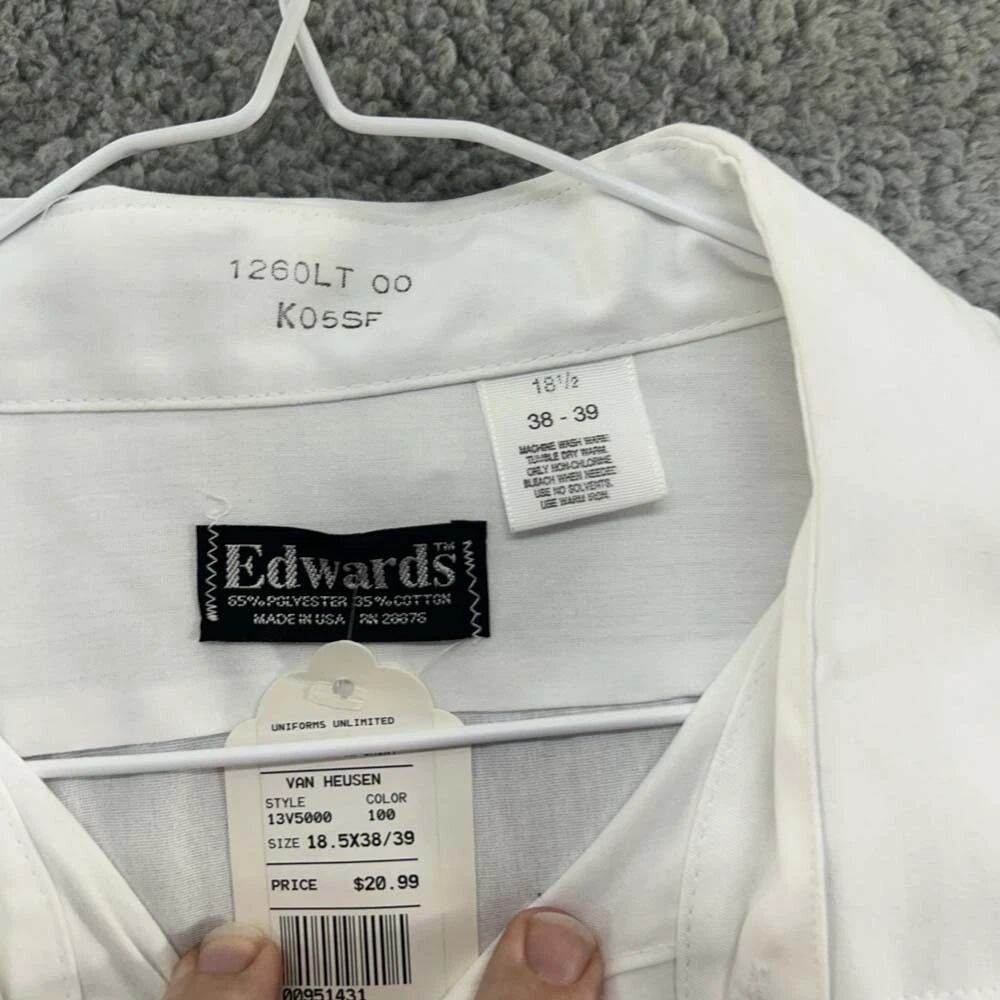 1260LT 00
K05SF
18 1/2
38 - 39
MACHINE WASH WARM.
TUMBLE DRY WARM.
ONLY NON-CHLORINE
BLEACH WHEN NEEDED
USE NO SOLVENTS.
USE WARM IRON.
Edwards™
65% POLYESTER 35% COTTON
MADE IN USA RN 28876
UNIFORMS UNLIMITED
VAN HEUSEN
STYLE COLOR
13V5000 100
SIZE 18.5X38/39
PRICE $20.99
00951431